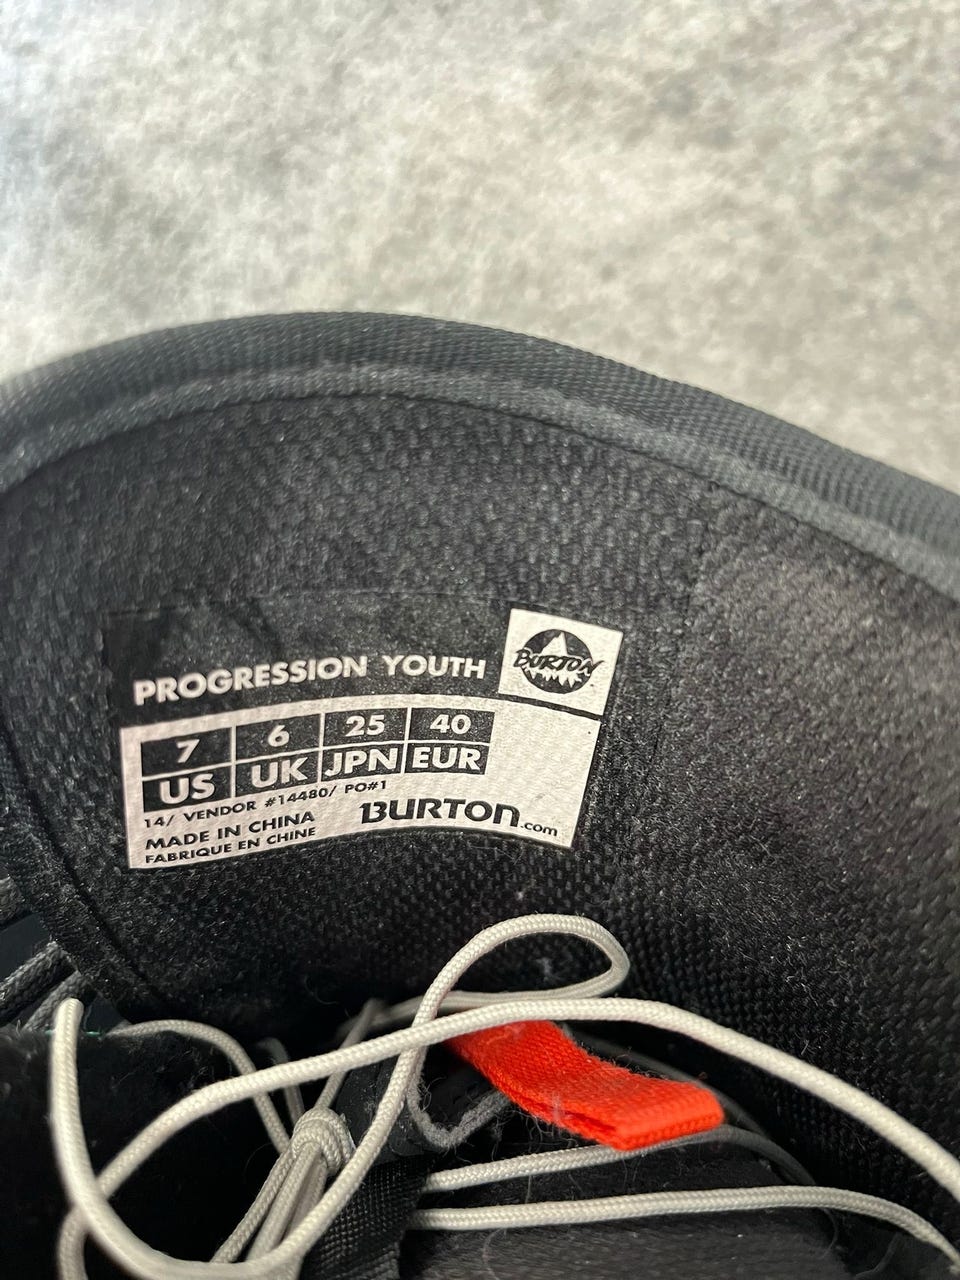 PROGRESSION YOUTH
BURTON
7 6 25 40
US UK JPN EUR
14/ VENDOR #14480/ PO#1
MADE IN CHINA
FABRIQUE EN CHINE
BURTON.com